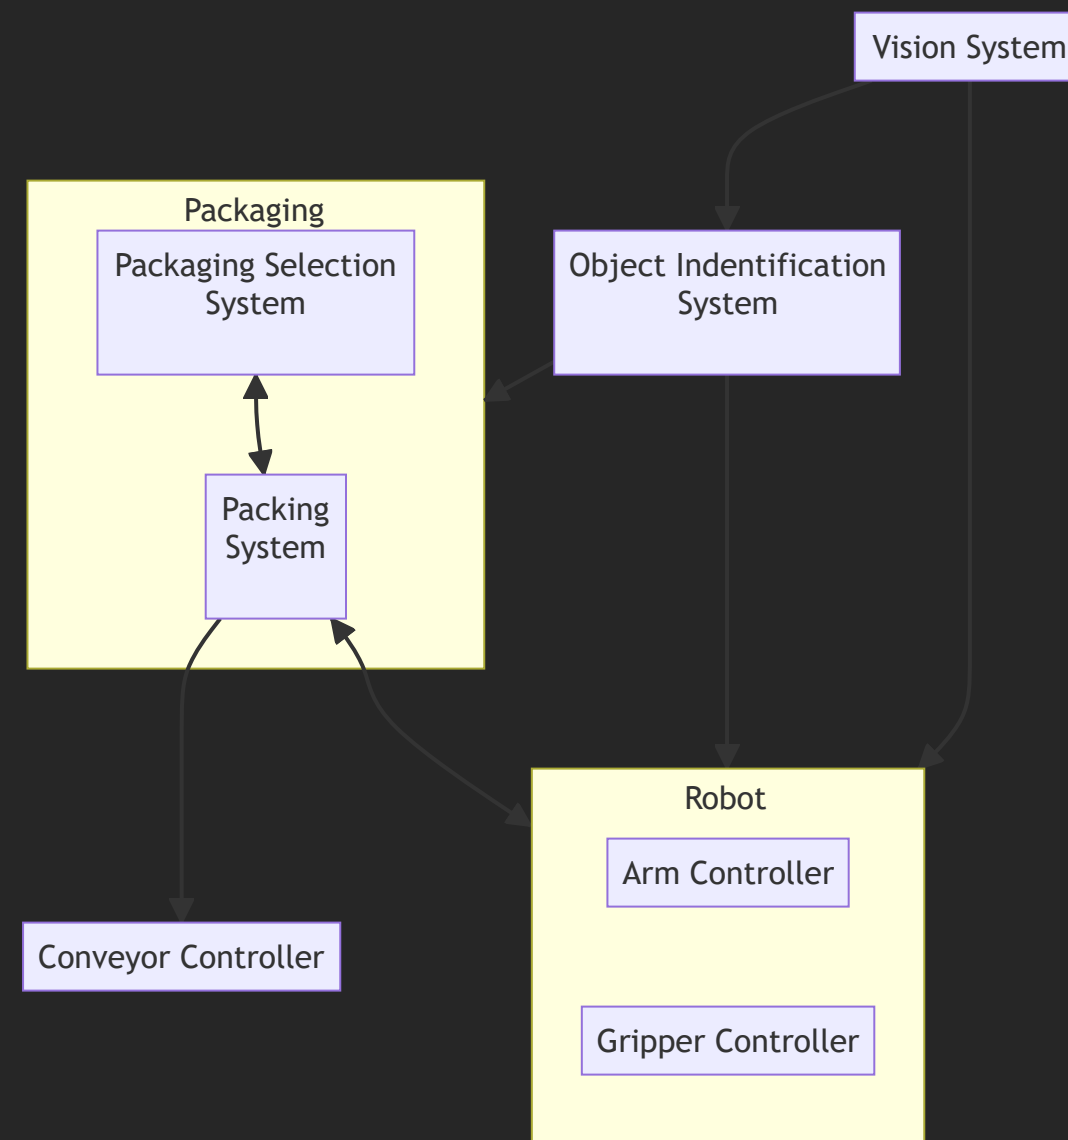 Vision System
Packaging
Packaging Selection
System
Object Indentification
System
Packing
System
Robot
Arm Controller
Conveyor Controller
Gripper Controller